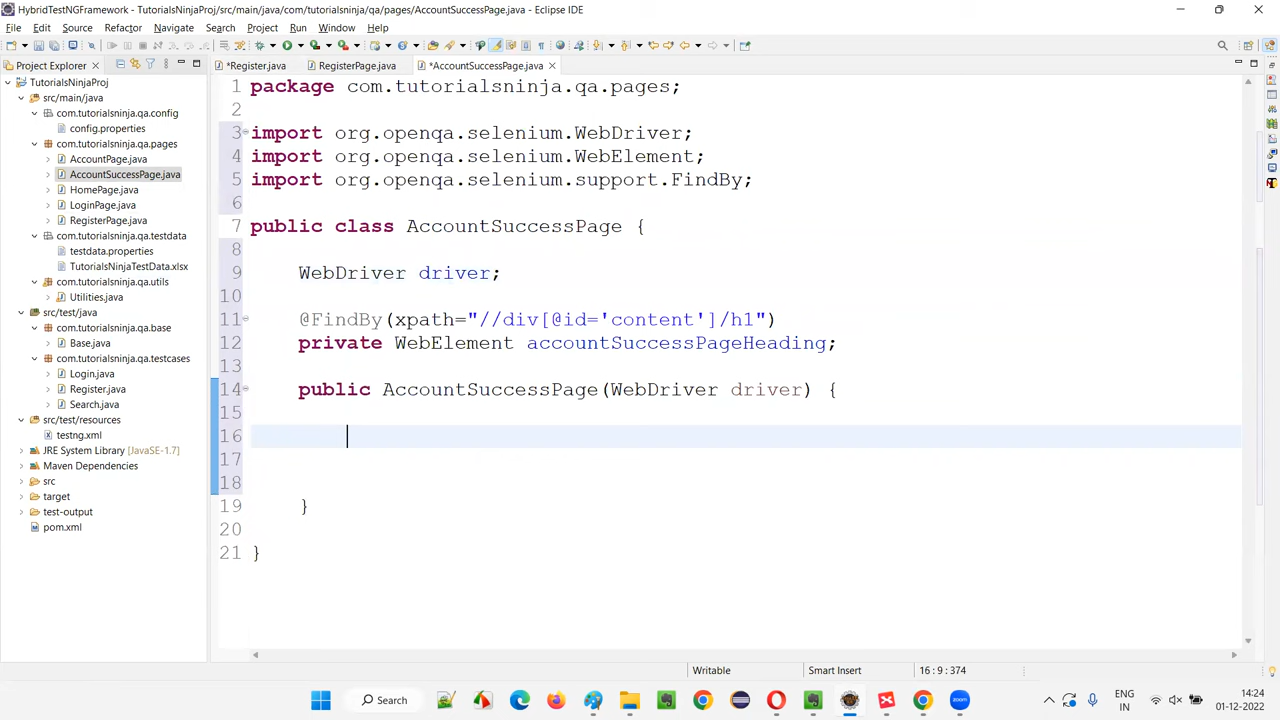 HybridTestNGFramework - TutorialsNinjaProj/src/main/java/com/tutorialsninja/qa/pages/AccountSuccessPage.java - Eclipse IDE
File Edit Source Refactor Navigate Search Project Run Window Help
Project Explorer
*Register.java
RegisterPage.java
*AccountSuccessPage.java
TutorialsNinjaProj
src/main/java
com.tutorialsninja.qa.config
config.properties
com.tutorialsninja.qa.pages
AccountPage.java
AccountSuccessPage.java
HomePage.java
LoginPage.java
RegisterPage.java
com.tutorialsninja.qa.testdata
testdata.properties
TutorialsNinjaTestData.xlsx
com.tutorialsninja.qa.utils
Utilities.java
src/test/java
com.tutorialsninja.qa.base
Base.java
com.tutorialsninja.qa.testcases
Login.java
Register.java
Search.java
src/test/resources
testng.xml
JRE System Library [JavaSE-1.7]
Maven Dependencies
src
target
test-output
pom.xml
1 package com.tutorialsninja.qa.pages;
2
3 import org.openqa.selenium.WebDriver;
4 import org.openqa.selenium.WebElement;
5 import org.openqa.selenium.support.FindBy;
6
7 public class AccountSuccessPage {
8
9 WebDriver driver;
10
11 @FindBy(xpath="//div[@id='content']/h1")
12 private WebElement accountSuccessPageHeading;
13
14 public AccountSuccessPage(WebDriver driver) {
15
16
17
18
19 }
20
21 }
Writable Smart Insert 16:9:374
Search
ENG
IN
14:24
01-12-2022